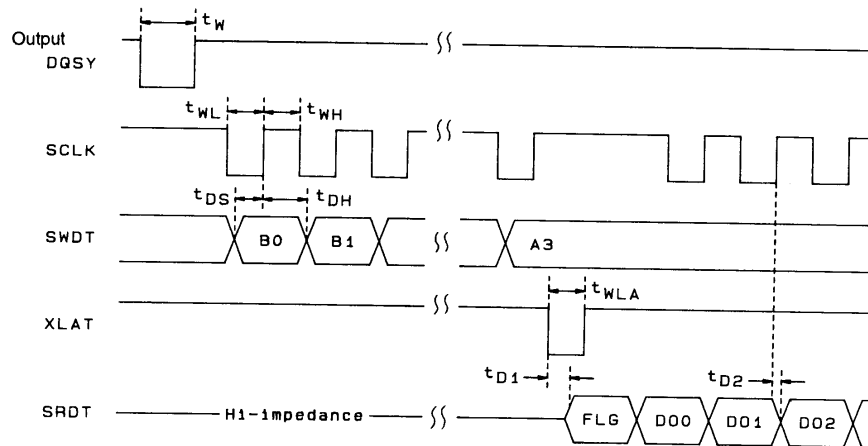 tW
Output
DQSY
tWL
tWH
SCLK
tDS
tDH
SWDT
B0
B1
A3
tWLA
XLAT
tD1
tD2
SRDT
Hi-impedance
FLG
DO0
DO1
DO2